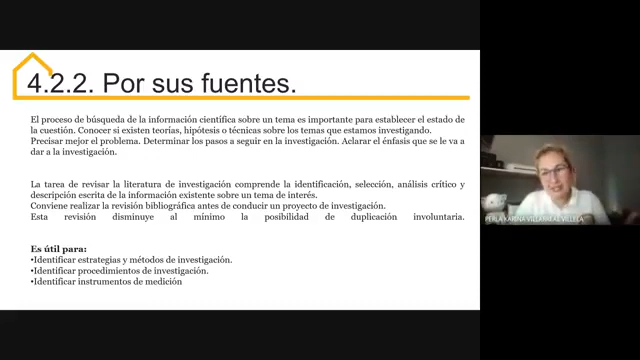 4.2.2. Por sus fuentes.
El proceso de búsqueda de la información científica sobre un tema es importante para establecer el estado de
la cuestión. Conocer si existen teorías, hipótesis o técnicas sobre los temas que estamos investigando.
Precisar mejor el problema. Determinar los pasos a seguir en la investigación. Aclarar el énfasis que se le va a
dar a la investigación.
La tarea de revisar la literatura de investigación comprende la identificación, selección, análisis crítico y
descripción escrita de la información existente sobre un tema de interés.
Conviene realizar la revisión bibliográfica antes de conducir un proyecto de investigación.
Esta revisión disminuye al mínimo la posibilidad de duplicación involuntaria.
Es útil para:
•Identificar estrategias y métodos de investigación.
•Identificar procedimientos de investigación.
•Identificar instrumentos de medición
PERLA KARINA VILLARREAL VILLELA